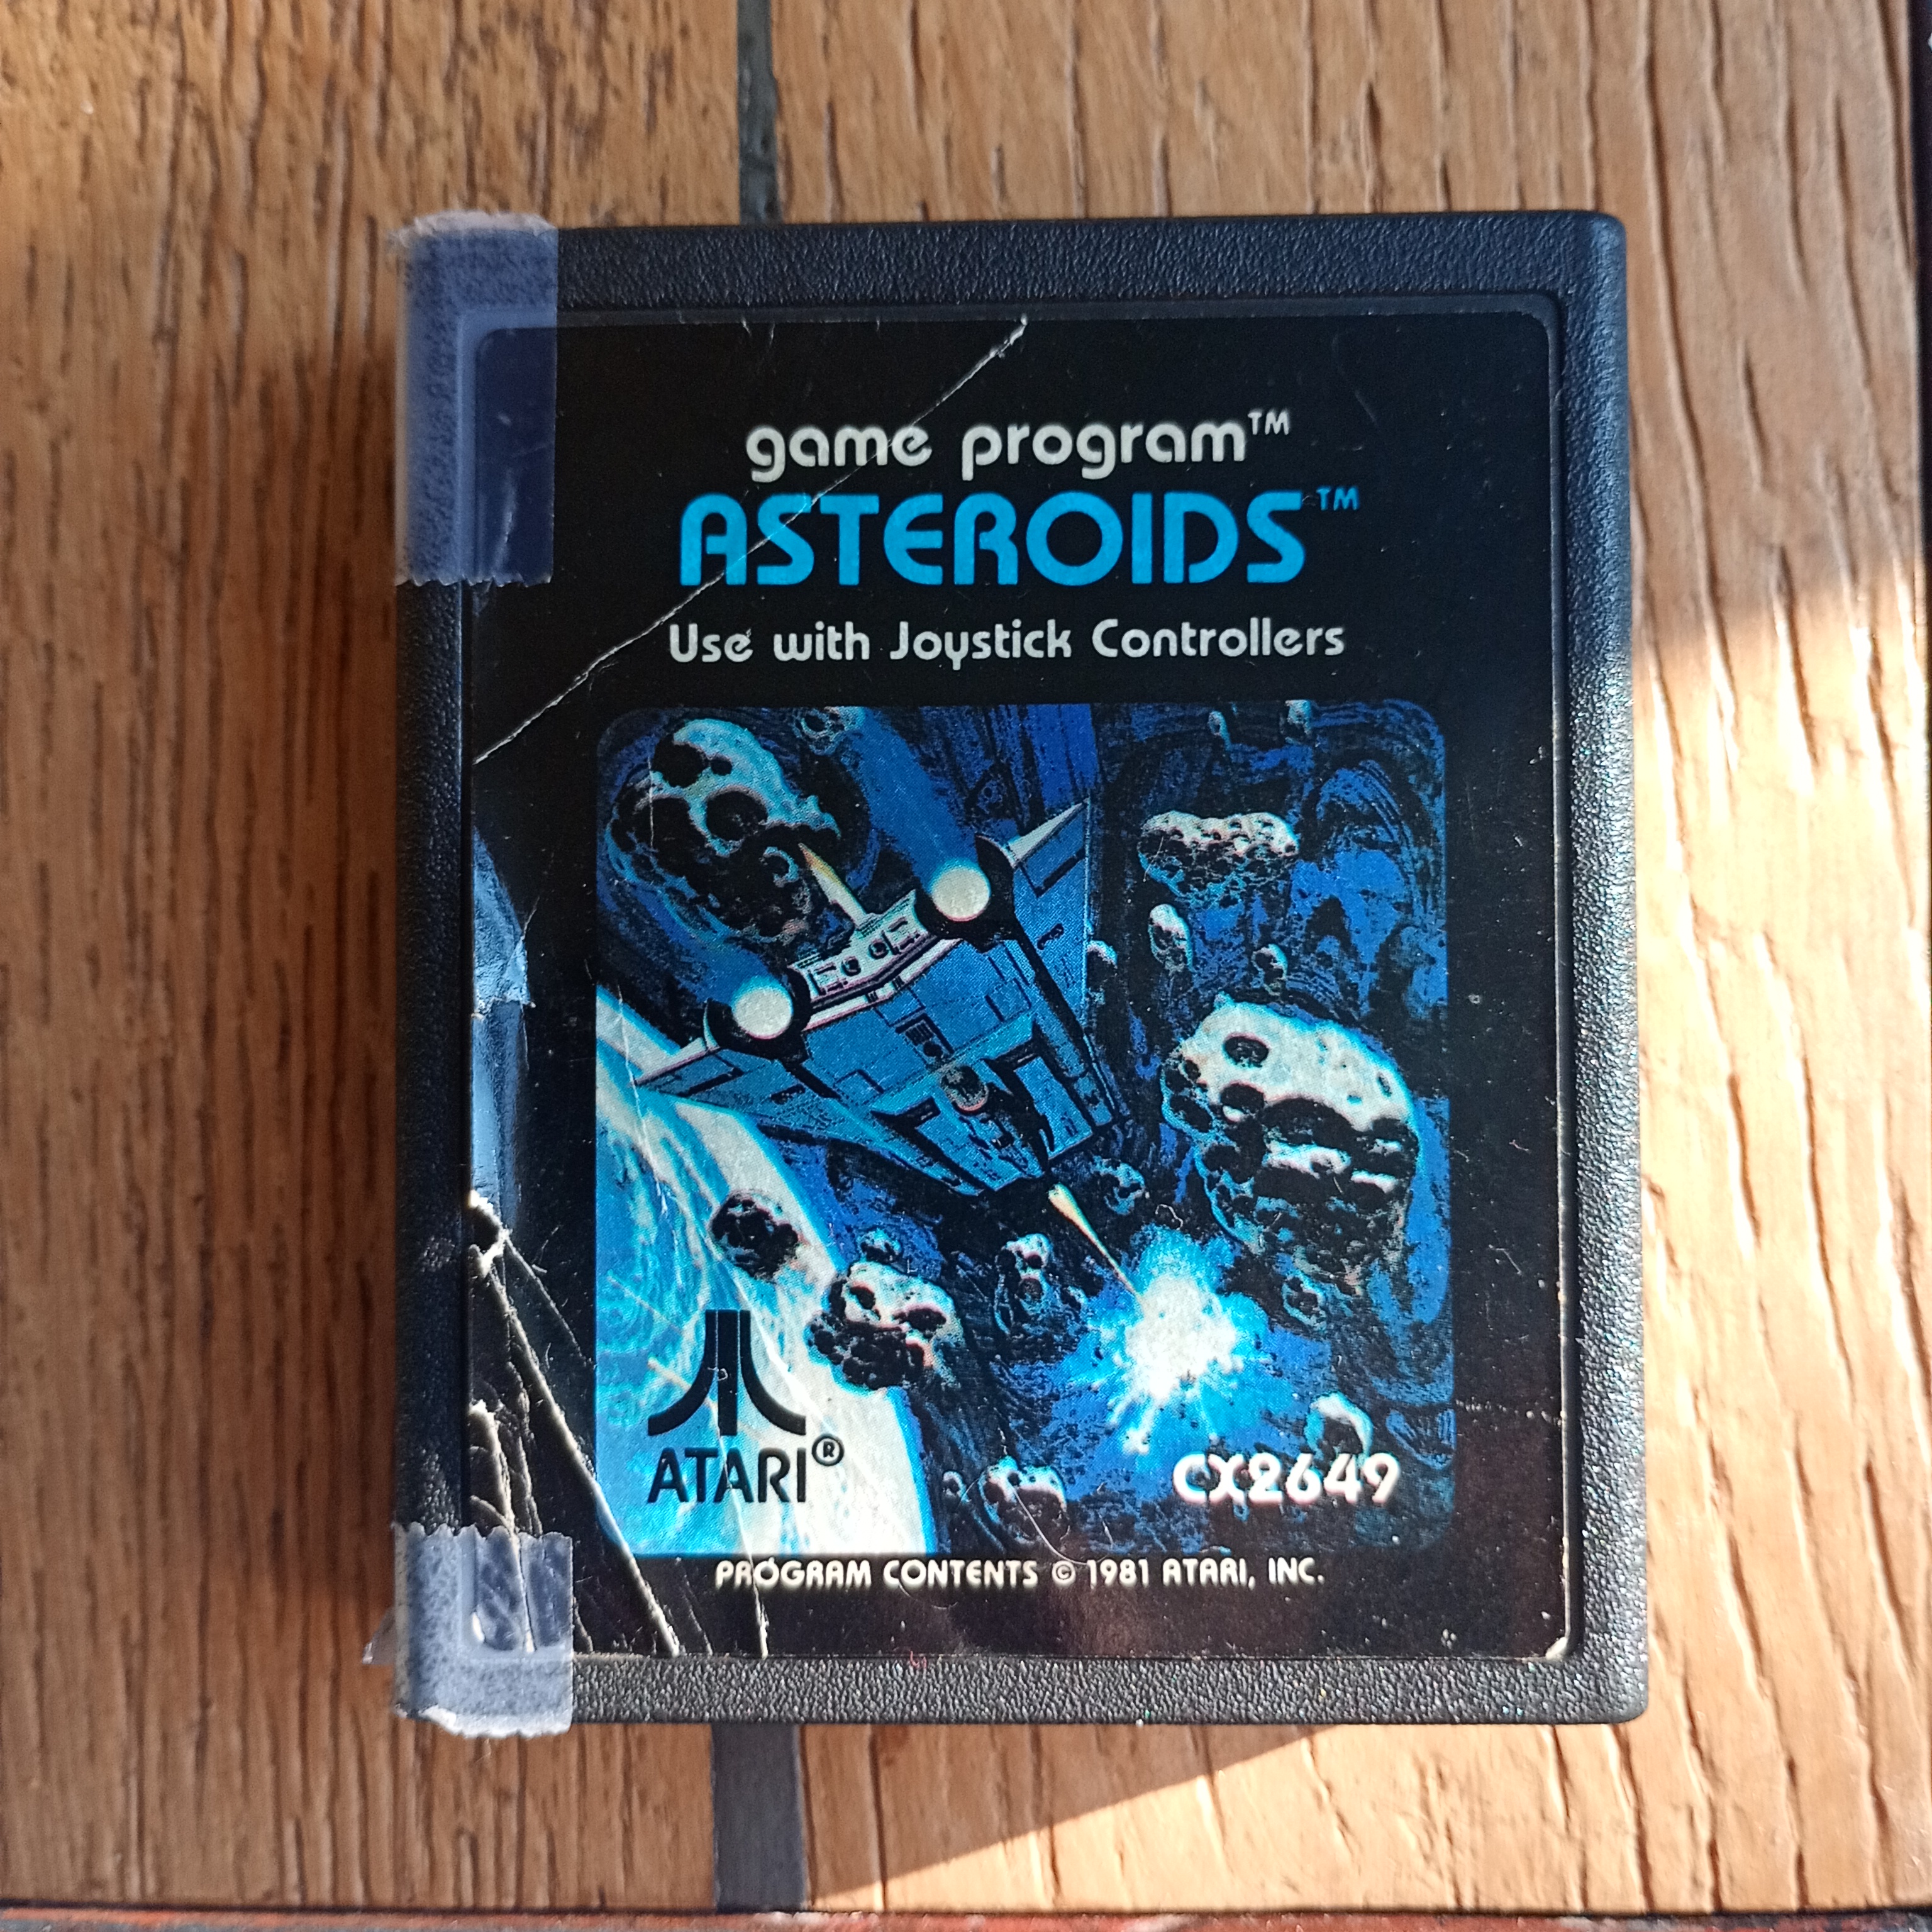 game program™
ASTEROIDS™
Use with Joystick Controllers
ATARI®
CX2649
PROGRAM CONTENTS © 1981 ATARI, INC.